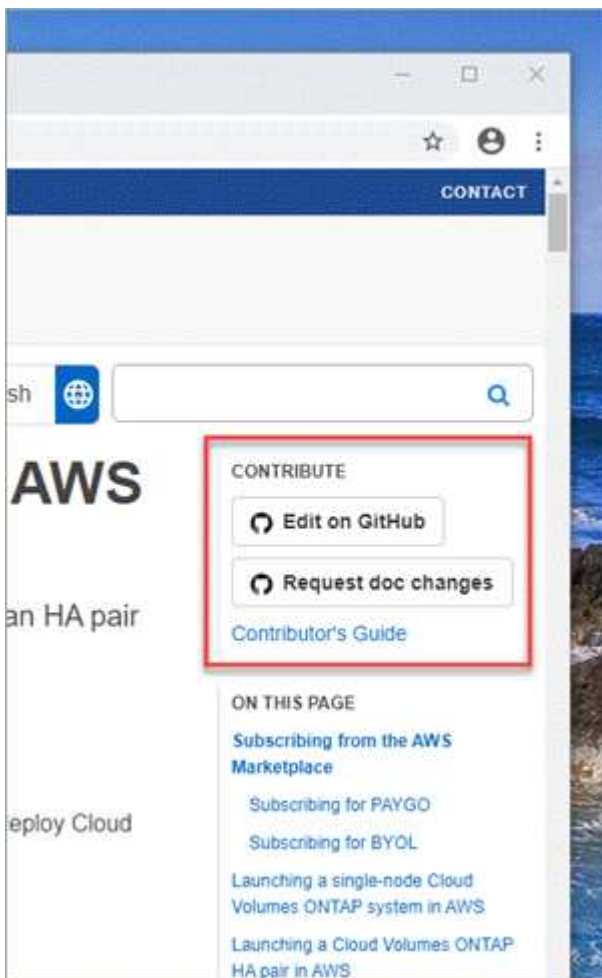 CONTACT
sh
AWS
CONTRIBUTE
Edit on GitHub
Request doc changes
an HA pair
Contributor's Guide
ON THIS PAGE
Subscribing from the AWS
Marketplace
Subscribing for PAYGO
eploy Cloud
Subscribing for BYOL
Launching a single-node Cloud
Volumes ONTAP system in AWS
Launching a Cloud Volumes ONTAP
HA pair in AWS